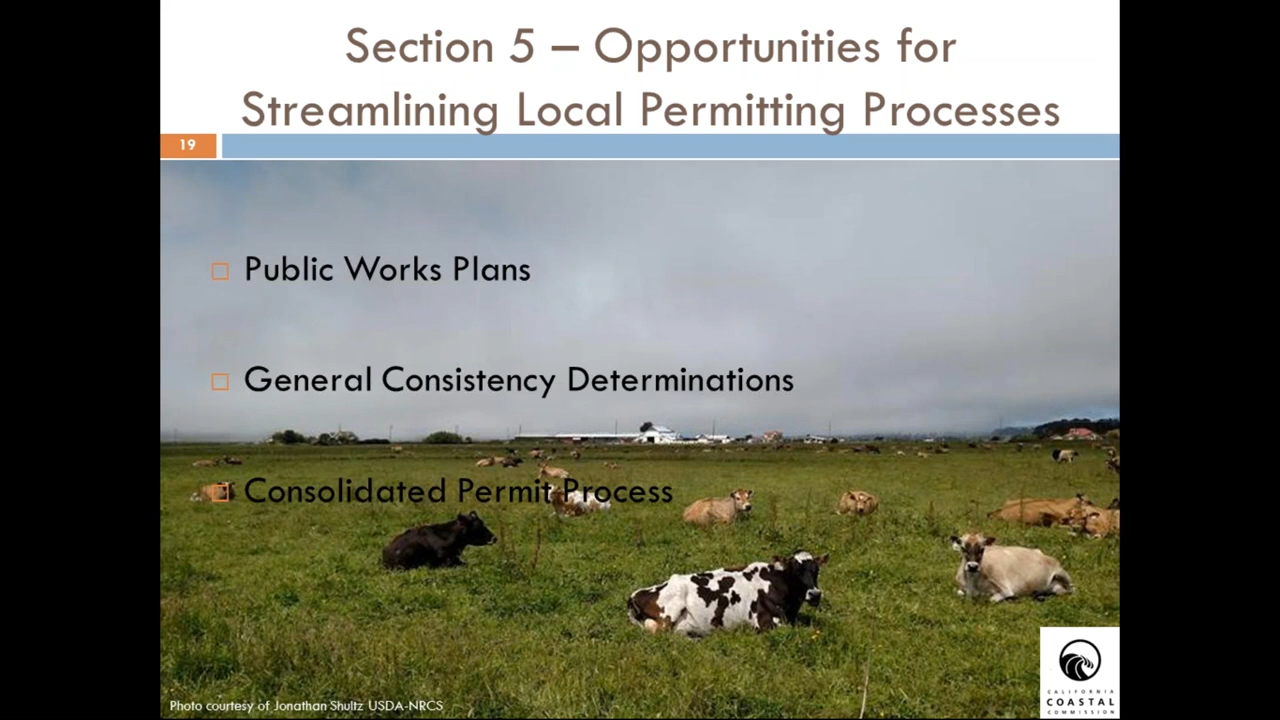 Section 5 – Opportunities for
Streamlining Local Permitting Processes
19
Public Works Plans
General Consistency Determinations
Consolidated Permit Process
Photo courtesy of Jonathan Shultz USDA-NRCS
CALIFORNIA
COASTAL
COMMISSION